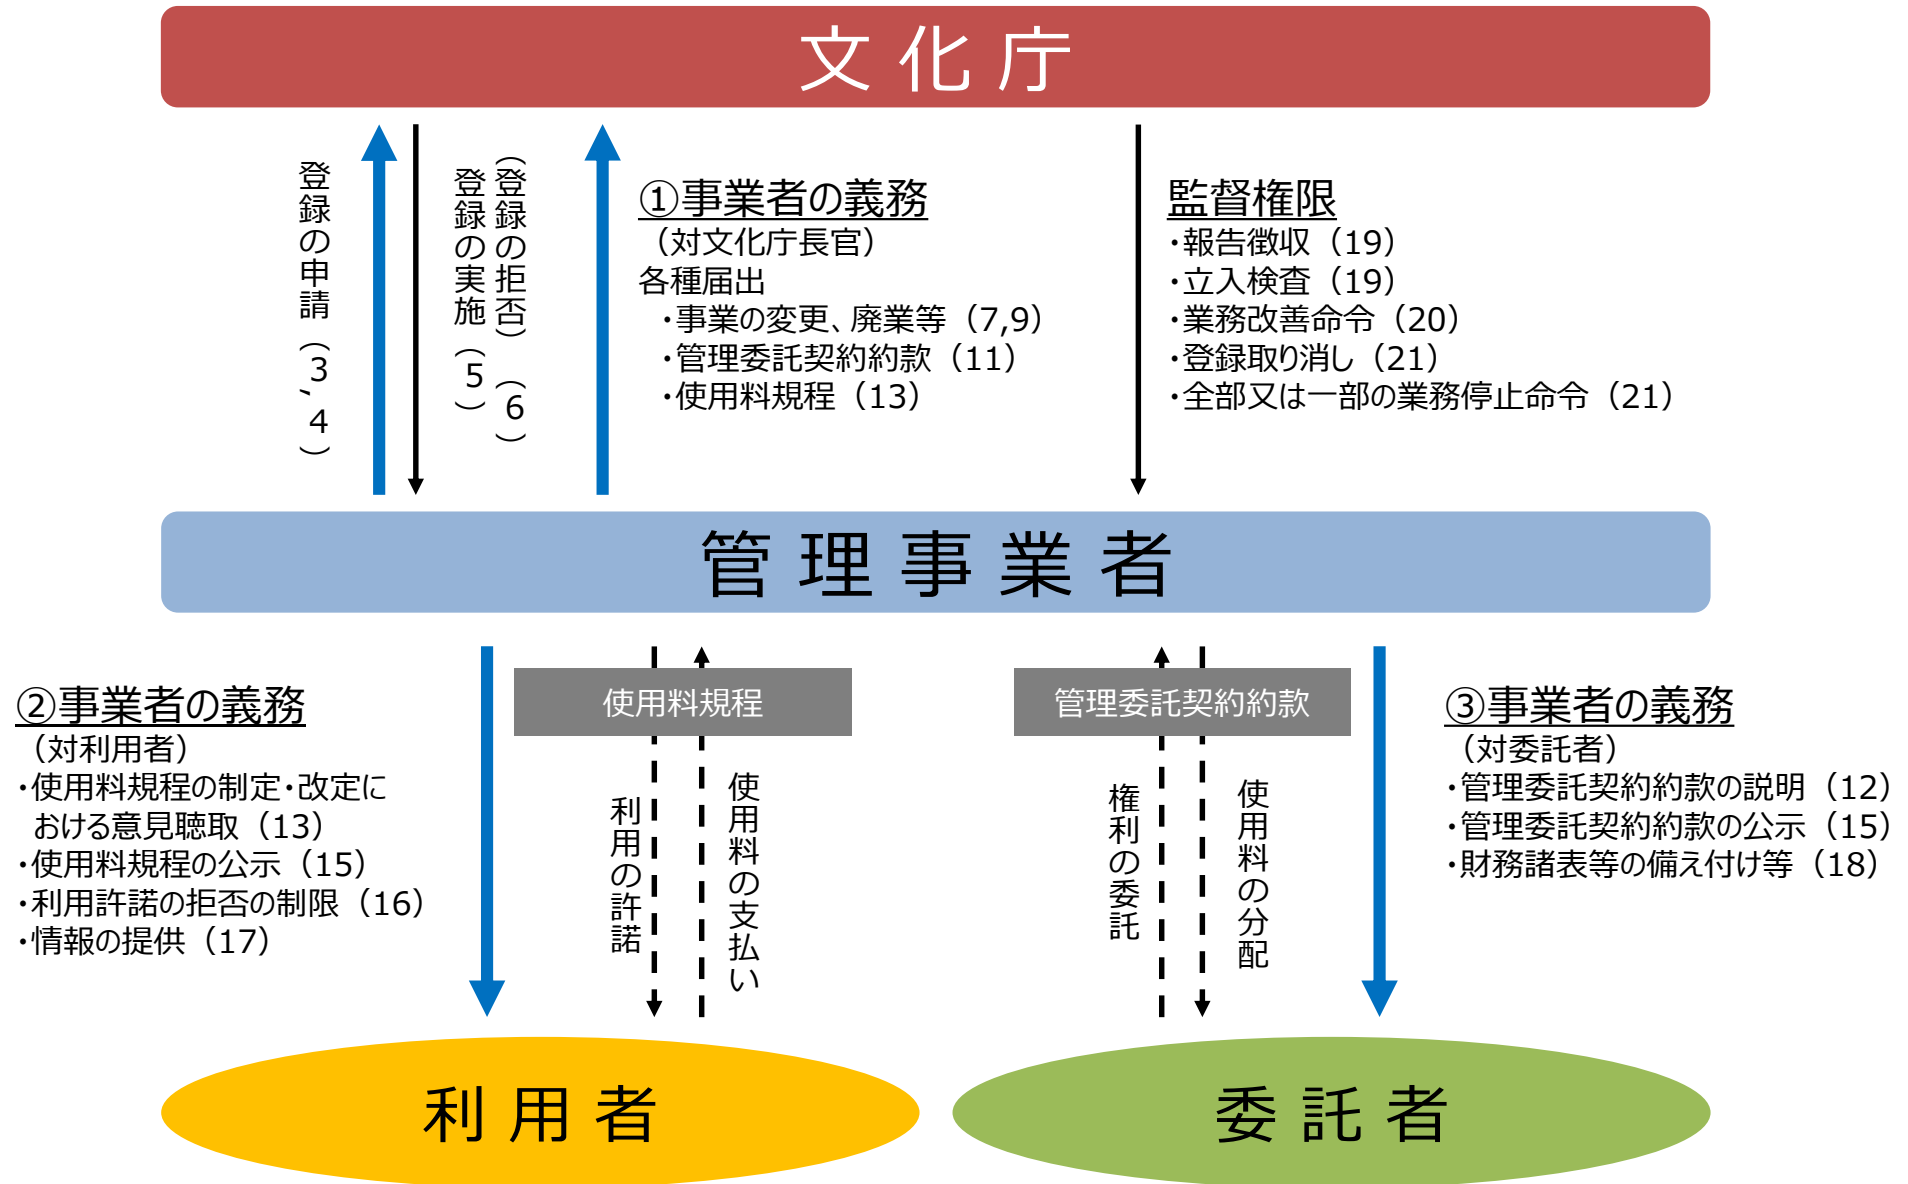 文化庁
登録の申請（3,4）
（登録の拒否）（6）
登録の実施（5）
①事業者の義務
（対文化庁長官）
各種届出
・事業の変更、廃業等（7,9）
・管理委託契約約款（11）
・使用料規程（13）
監督権限
・報告徴収（19）
・立入検査（19）
・業務改善命令（20）
・登録取り消し（21）
・全部又は一部の業務停止命令（21）
管理事業者
②事業者の義務
（対利用者）
・使用料規程の制定・改定に
おける意見聴取（13）
・使用料規程の公示（15）
・利用許諾の拒否の制限（16）
・情報の提供（17）
使用料規程
利用の許諾
使用料の支払い
管理委託契約約款
権利の委託
使用料の分配
③事業者の義務
（対委託者）
・管理委託契約約款の説明（12）
・管理委託契約約款の公示（15）
・財務諸表等の備え付け等（18）
利用者
委託者